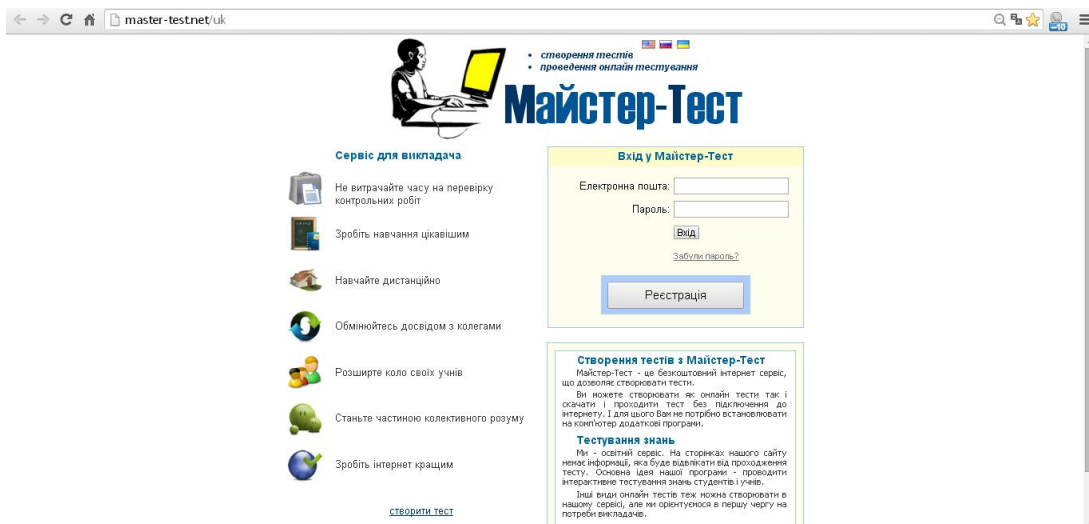 master-test.net/uk
-10
створення тестів
проведення онлайн тестування
Майстер-Тест
Сервіс для викладача
Не витрачайте часу на перевірку
контрольних робіт
Зробіть навчання цікавішим
Навчайте дистанційно
Обмінюйтесь досвідом з колегами
Розширте коло своїх учнів
Станьте частиною колективного розуму
Зробіть інтернет кращим
створити тест
Вхід у Майстер-Тест
Електронна пошта:
Пароль:
Вхід
Забули пароль?
Реєстрація
Створення тестів з Майстер-Тест
Майстер-Тест - це безкоштовний інтернет сервіс,
що дозволяє створювати тести.
Ви можете створювати як онлайн тести так і
скачати і проходити тест без підключення до
інтернету. І для цього Вам не потрібно встановлювати
на комп'ютер додаткові програми.
Тестування знань
Ми - освітній сервіс. На сторінках нашого сайту
немає інформації, яка буде відвлікати від проходження
тесту. Основна ідея нашої програми - проводити
інтерактивне тестування знань студентів і учнів.
Інші види онлайн тестів теж можна створювати в
нашому сервісі, але ми орієнтуємося в першу чергу на
потреби викладачів.